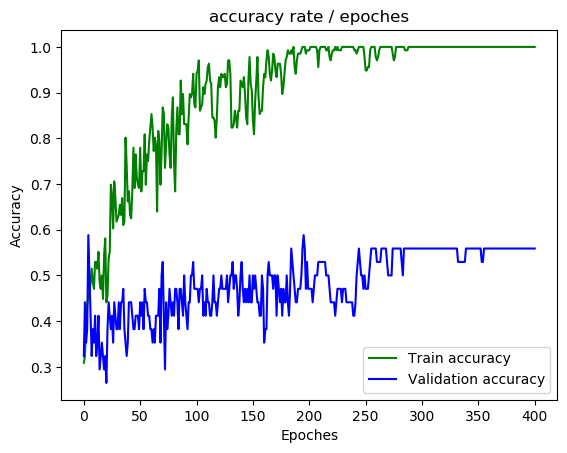 accuracy rate / epoches
1.0
0.9
0.8
0.7
0.6
0.5
0.4
0.3
Accuracy
Train accuracy
Validation accuracy
0 50 100 150 200 250 300 350 400
Epoches